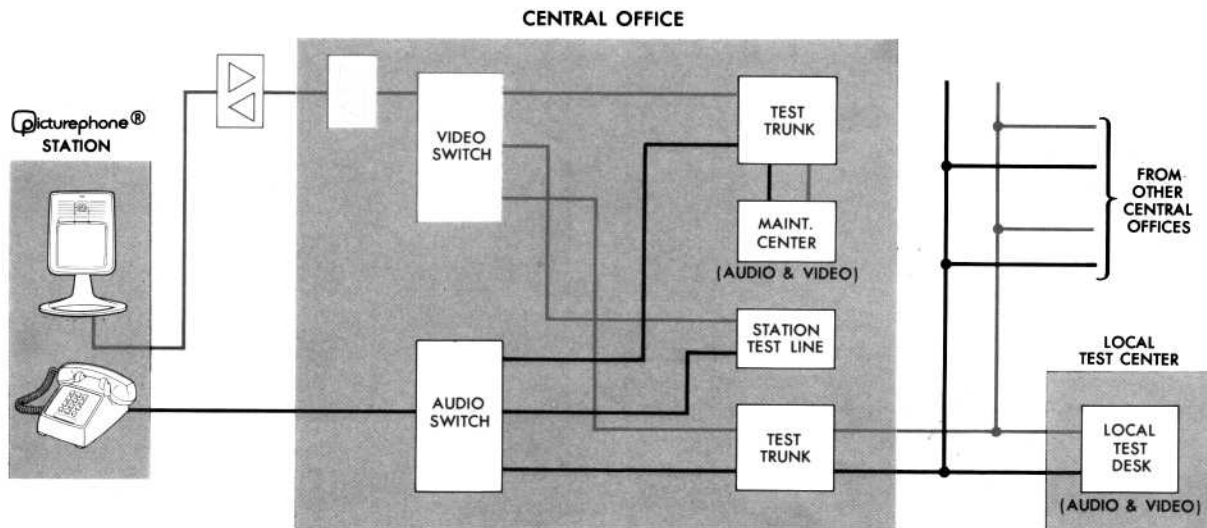 CENTRAL OFFICE
picturephone®
STATION
VIDEO
SWITCH
TEST
TRUNK
MAINT.
CENTER
(AUDIO & VIDEO)
FROM
OTHER
CENTRAL
OFFICES
STATION
TEST LINE
AUDIO
SWITCH
TEST
TRUNK
LOCAL
TEST CENTER
LOCAL
TEST
DESK
(AUDIO & VIDEO)